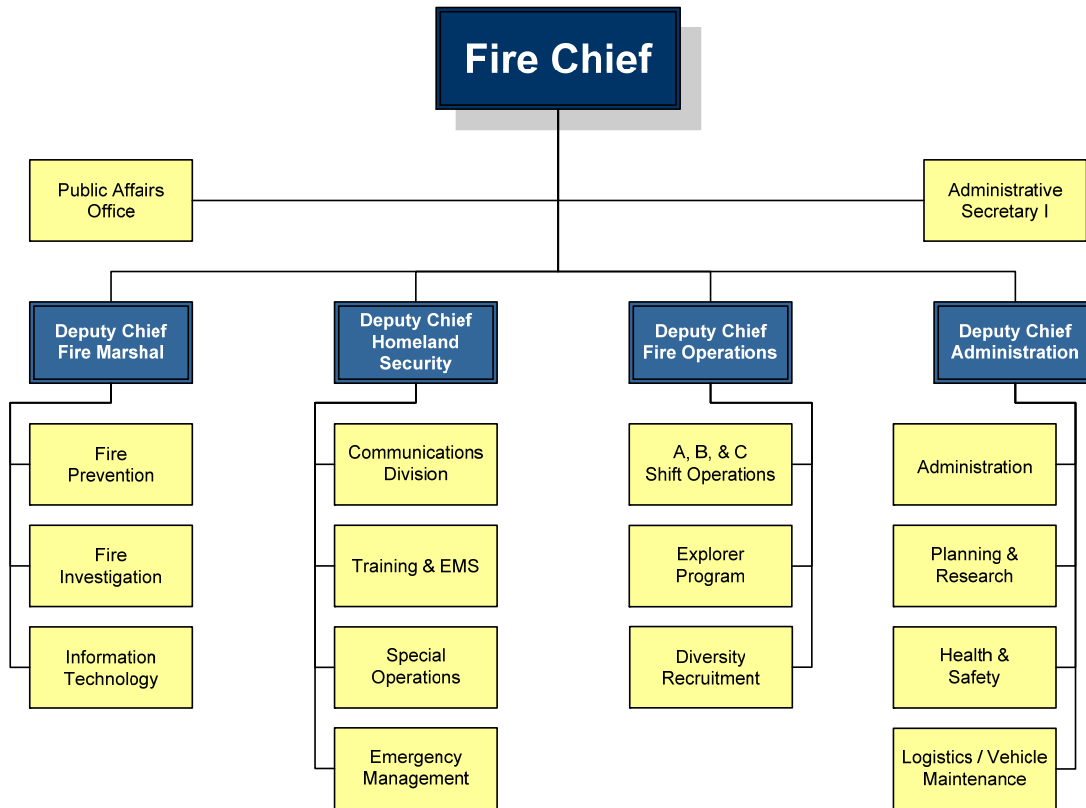 Fire Chief
Public Affairs
Office
Administrative
Secretary I
Deputy Chief
Fire Marshal
Deputy Chief
Homeland
Security
Deputy Chief
Fire Operations
Deputy Chief
Administration
Fire
Prevention
Communications
Division
A, B, & C
Shift Operations
Administration
Fire
Investigation
Training & EMS
Explorer
Program
Planning &
Research
Information
Technology
Special
Operations
Diversity
Recruitment
Health &
Safety
Emergency
Management
Logistics / Vehicle
Maintenance